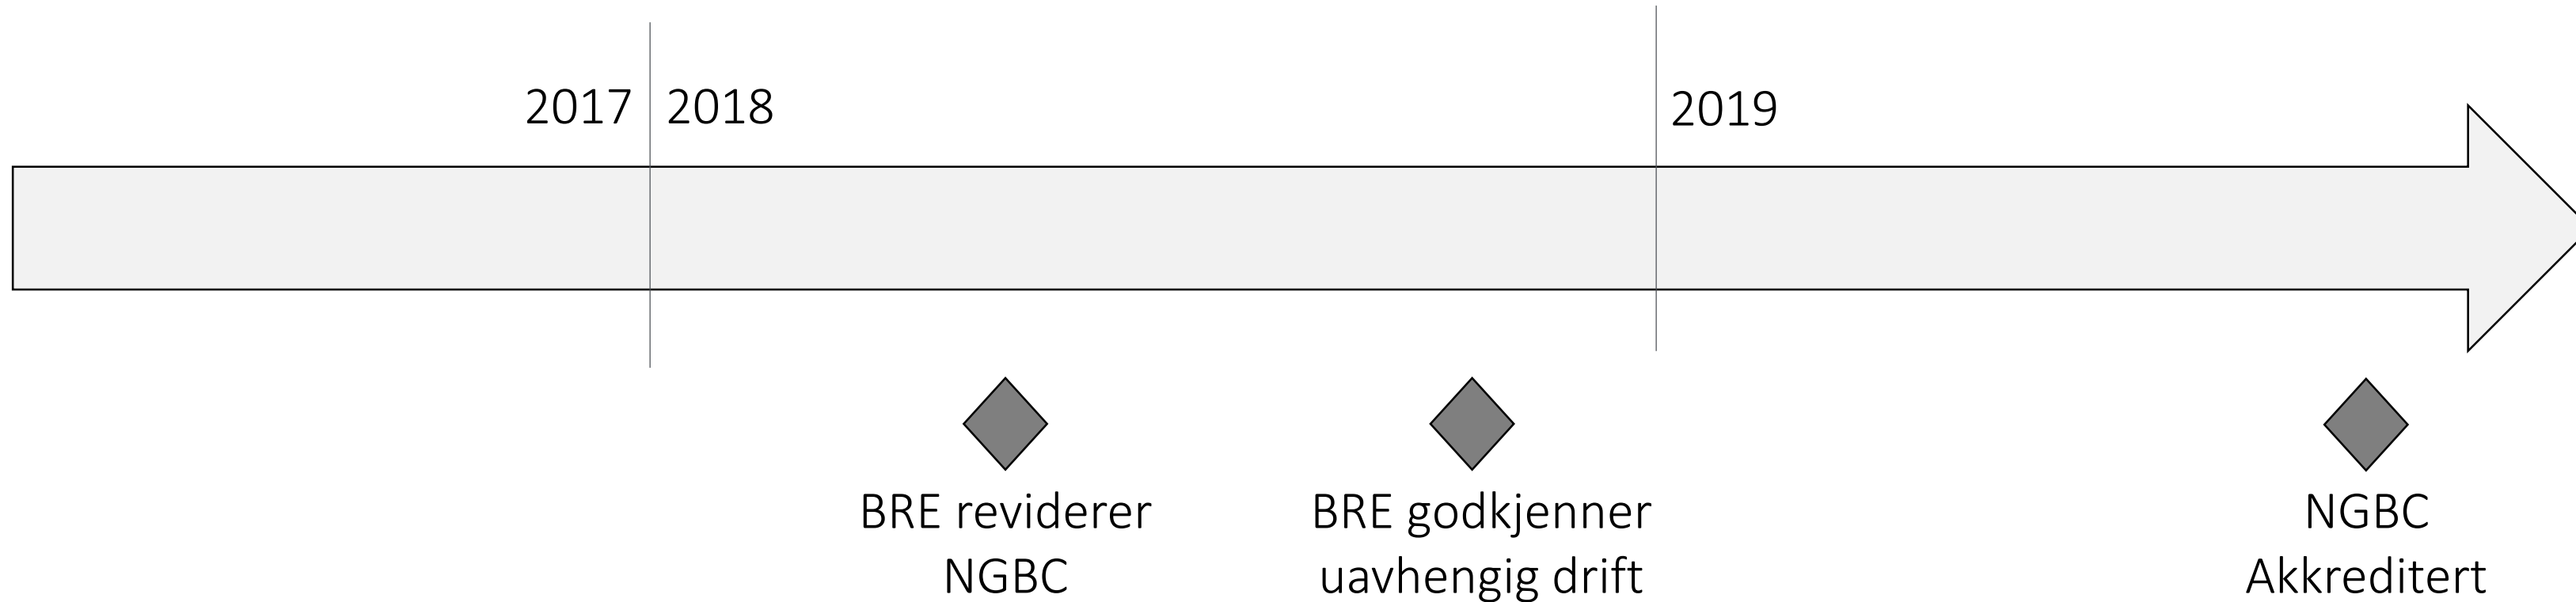 2017
2018
2019
BRE reviderer
NGBC
BRE godkjenner
uavhengig drift
NGBC
Akkreditert